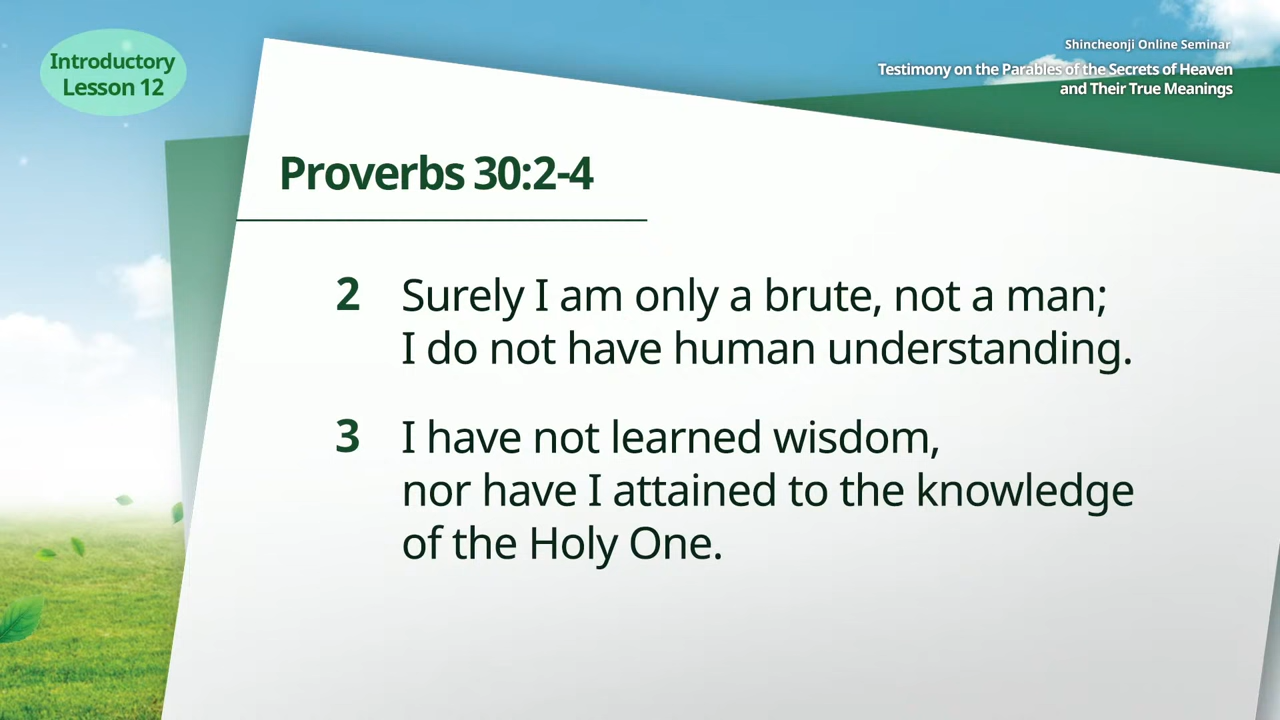 Introductory
Lesson 12
Shincheonji Online Seminar
Testimony on the Parables of the Secrets of Heaven
and Their True Meanings
Proverbs 30:2-4
2 Surely I am only a brute, not a man;
I do not have human understanding.
3 I have not learned wisdom,
nor have I attained to the knowledge
of the Holy One.